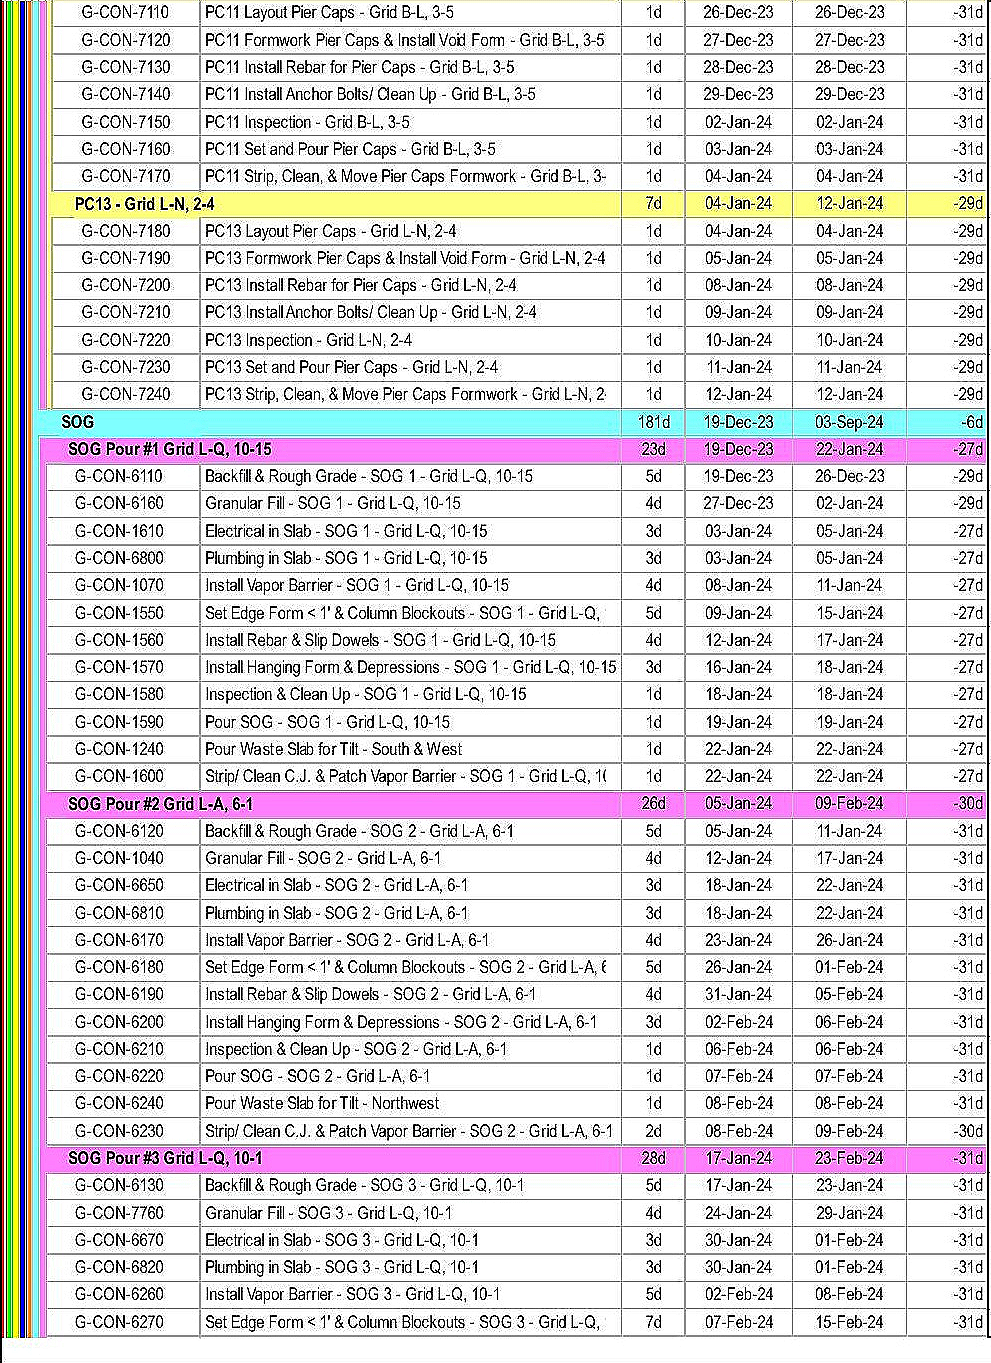 G-CON-7110 PC11 Layout Pier Caps - Grid B-L, 3-5 1d 26-Dec-23 26-Dec-23 -31d
G-CON-7120 PC11 Formwork Pier Caps & Install Void Form - Grid B-L, 3-5 1d 27-Dec-23 27-Dec-23 -31d
G-CON-7130 PC11 Install Rebar for Pier Caps - Grid B-L, 3-5 1d 28-Dec-23 28-Dec-23 -31d
G-CON-7140 PC11 Install Anchor Bolts/ Clean Up - Grid B-L, 3-5 1d 29-Dec-23 29-Dec-23 -31d
G-CON-7150 PC11 Inspection - Grid B-L, 3-5 1d 02-Jan-24 02-Jan-24 -31d
G-CON-7160 PC11 Set and Pour Pier Caps - Grid B-L, 3-5 1d 03-Jan-24 03-Jan-24 -31d
G-CON-7170 PC11 Strip, Clean, & Move Pier Caps Formwork - Grid B-L, 3- 1d 04-Jan-24 04-Jan-24 -31d
PC13 - Grid L-N, 2-4 7d 04-Jan-24 12-Jan-24 -29d
G-CON-7180 PC13 Layout Pier Caps - Grid L-N, 2-4 1d 04-Jan-24 04-Jan-24 -29d
G-CON-7190 PC13 Formwork Pier Caps & Install Void Form - Grid L-N, 2-4 1d 05-Jan-24 05-Jan-24 -29d
G-CON-7200 PC13 Install Rebar for Pier Caps - Grid L-N, 2-4 1d 08-Jan-24 08-Jan-24 -29d
G-CON-7210 PC13 Install Anchor Bolts/ Clean Up - Grid L-N, 2-4 1d 09-Jan-24 09-Jan-24 -29d
G-CON-7220 PC13 Inspection - Grid L-N, 2-4 1d 10-Jan-24 10-Jan-24 -29d
G-CON-7230 PC13 Set and Pour Pier Caps - Grid L-N, 2-4 1d 11-Jan-24 11-Jan-24 -29d
G-CON-7240 PC13 Strip, Clean, & Move Pier Caps Formwork - Grid L-N, 2- 1d 12-Jan-24 12-Jan-24 -29d
SOG 181d 19-Dec-23 03-Sep-24 -6d
SOG Pour #1 Grid L-Q, 10-15 23d 19-Dec-23 22-Jan-24 -27d
G-CON-6110 Backfill & Rough Grade - SOG 1 - Grid L-Q, 10-15 5d 19-Dec-23 26-Dec-23 -29d
G-CON-6160 Granular Fill - SOG 1 - Grid L-Q, 10-15 4d 27-Dec-23 02-Jan-24 -29d
G-CON-1610 Electrical in Slab - SOG 1 - Grid L-Q, 10-15 3d 03-Jan-24 05-Jan-24 -27d
G-CON-6800 Plumbing in Slab - SOG 1 - Grid L-Q, 10-15 3d 03-Jan-24 05-Jan-24 -27d
G-CON-1070 Install Vapor Barrier - SOG 1 - Grid L-Q, 10-15 4d 08-Jan-24 11-Jan-24 -27d
G-CON-1550 Set Edge Form < 1' & Column Blockouts - SOG 1 - Grid L-Q, 5d 09-Jan-24 15-Jan-24 -27d
G-CON-1560 Install Rebar & Slip Dowels - SOG 1 - Grid L-Q, 10-15 4d 12-Jan-24 17-Jan-24 -27d
G-CON-1570 Install Hanging Form & Depressions - SOG 1 - Grid L-Q, 10-15 3d 16-Jan-24 18-Jan-24 -27d
G-CON-1580 Inspection & Clean Up - SOG 1 - Grid L-Q, 10-15 1d 18-Jan-24 18-Jan-24 -27d
G-CON-1590 Pour SOG - SOG 1 - Grid L-Q, 10-15 1d 19-Jan-24 19-Jan-24 -27d
G-CON-1240 Pour Waste Slab for Tilt - South & West 1d 22-Jan-24 22-Jan-24 -27d
G-CON-1600 Strip/ Clean C.J. & Patch Vapor Barrier - SOG 1 - Grid L-Q, 1d 22-Jan-24 22-Jan-24 -27d
SOG Pour #2 Grid L-A, 6-1 26d 05-Jan-24 09-Feb-24 -30d
G-CON-6120 Backfill & Rough Grade - SOG 2 - Grid L-A, 6-1 5d 05-Jan-24 11-Jan-24 -31d
G-CON-1040 Granular Fill - SOG 2 - Grid L-A, 6-1 4d 12-Jan-24 17-Jan-24 -31d
G-CON-6650 Electrical in Slab - SOG 2 - Grid L-A, 6-1 3d 18-Jan-24 22-Jan-24 -31d
G-CON-6810 Plumbing in Slab - SOG 2 - Grid L-A, 6-1 3d 18-Jan-24 22-Jan-24 -31d
G-CON-6170 Install Vapor Barrier - SOG 2 - Grid L-A, 6-1 4d 23-Jan-24 26-Jan-24 -31d
G-CON-6180 Set Edge Form < 1' & Column Blockouts - SOG 2 - Grid L-A, 5d 26-Jan-24 01-Feb-24 -31d
G-CON-6190 Install Rebar & Slip Dowels - SOG 2 - Grid L-A, 6-1 4d 31-Jan-24 05-Feb-24 -31d
G-CON-6200 Install Hanging Form & Depressions - SOG 2 - Grid L-A, 6-1 3d 02-Feb-24 06-Feb-24 -31d
G-CON-6210 Inspection & Clean Up - SOG 2 - Grid L-A, 6-1 1d 06-Feb-24 06-Feb-24 -31d
G-CON-6220 Pour SOG - SOG 2 - Grid L-A, 6-1 1d 07-Feb-24 07-Feb-24 -31d
G-CON-6240 Pour Waste Slab for Tilt - Northwest 1d 08-Feb-24 08-Feb-24 -31d
G-CON-6230 Strip/ Clean C.J. & Patch Vapor Barrier - SOG 2 - Grid L-A, 6-1 2d 08-Feb-24 09-Feb-24 -30d
SOG Pour #3 Grid L-Q, 10-1 28d 17-Jan-24 23-Feb-24 -31d
G-CON-6130 Backfill & Rough Grade - SOG 3 - Grid L-Q, 10-1 5d 17-Jan-24 23-Jan-24 -31d
G-CON-7760 Granular Fill - SOG 3 - Grid L-Q, 10-1 4d 24-Jan-24 29-Jan-24 -31d
G-CON-6670 Electrical in Slab - SOG 3 - Grid L-Q, 10-1 3d 30-Jan-24 01-Feb-24 -31d
G-CON-6820 Plumbing in Slab - SOG 3 - Grid L-Q, 10-1 3d 30-Jan-24 01-Feb-24 -31d
G-CON-6260 Install Vapor Barrier - SOG 3 - Grid L-Q, 10-1 5d 02-Feb-24 08-Feb-24 -31d
G-CON-6270 Set Edge Form < 1' & Column Blockouts - SOG 3 - Grid L-Q, 7d 07-Feb-24 15-Feb-24 -31d